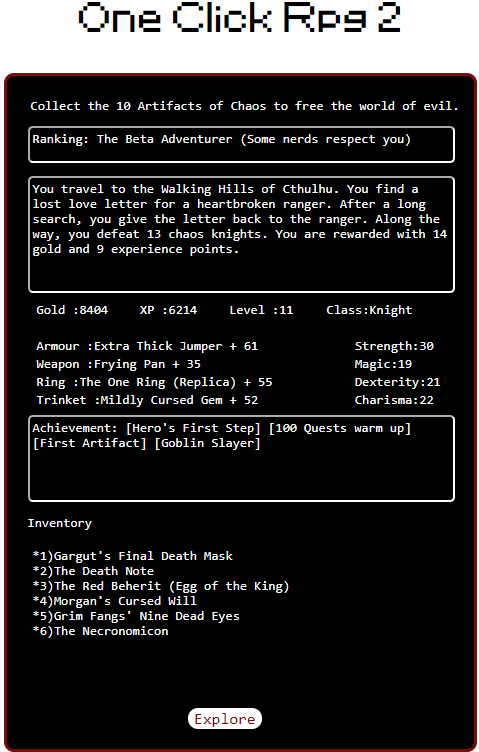 One Click Rpg 2
Collect the 10 Artifacts of Chaos to free the world of evil.
Ranking: The Beta Adventurer (Some nerds respect you)
You travel to the Walking Hills of Cthulhu. You find a
lost love letter for a heartbroken ranger. After a long
search, you give the letter back to the ranger. Along the
way, you defeat 13 chaos knights. You are rewarded with 14
gold and 9 experience points.
Gold :8404 XP :6214 Level :11 Class:Knight
Armour :Extra Thick Jumper + 61 Strength:30
Weapon :Frying Pan + 35 Magic:19
Ring :The One Ring (Replica) + 55 Dexterity:21
Trinket :Mildly Cursed Gem + 52 Charisma:22
Achievement: [Hero's First Step] [100 Quests warm up]
[First Artifact] [Goblin Slayer]
Inventory
*1)Gargut's Final Death Mask
*2)The Death Note
*3)The Red Beherit (Egg of the King)
*4)Morgan's Cursed Will
*5)Grim Fangs' Nine Dead Eyes
*6)The Necronomicon
Explore